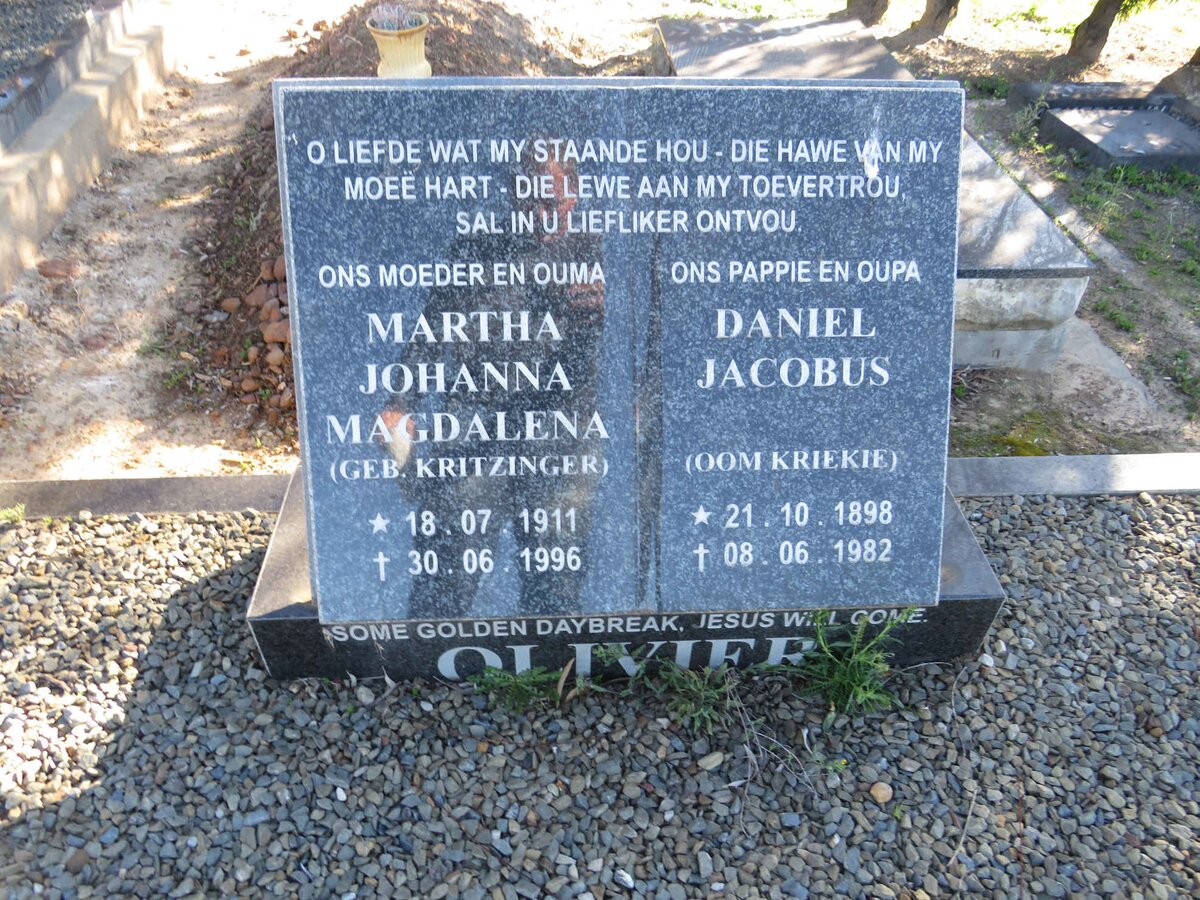 O LIEFDE WAT MY STAANDE HOU - DIE HAWE VAN MY
MOEË HART - DIE LEWE AAN MY TOEVERTROU,
SAL IN U LIEFLIKER ONTVOU.
ONS MOEDER EN OUMA
MARTHA
JOHANNA
MAGDALENA
(GEB. KRITZINGER)
★ 18 . 07 . 1911
† 30 . 06 . 1996
ONS PAPPIE EN OUPA
DANIEL
JACOBUS
(OOM KRIEKIE)
★ 21 . 10 . 1898
† 08 . 06 . 1982
SOME GOLDEN DAYBREAK, JESUS WILL COME.
OLIVIER